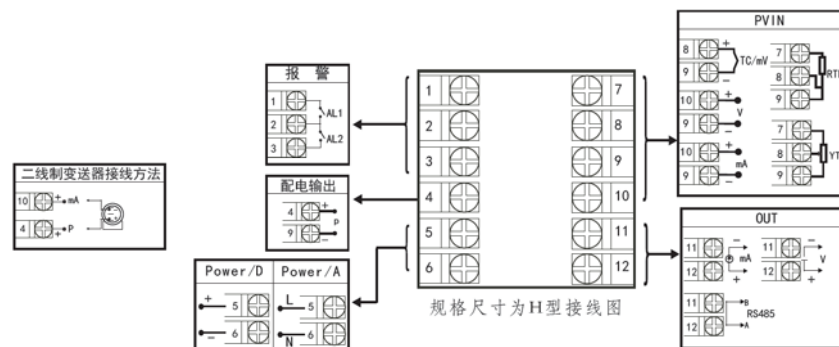 二线制变送器接线方法
10 + mA
4 + P
报 警
1
2 AL1
3 AL2
配电输出
4 + p
9 -
Power/D Power/A
+ 5 L 5
- 6 N 6
1 7
2 8
3 9
4 10
5 11
6 12
规格尺寸为H型接线图
PVIN
8 + 7
9 - TC/mV 8 RT
10 + 9
9 - V 7
10 + 8 YT
9 - mA 9
OUT
11 - 11 -
12 + mA 12 + V
11 B
12 A RS485